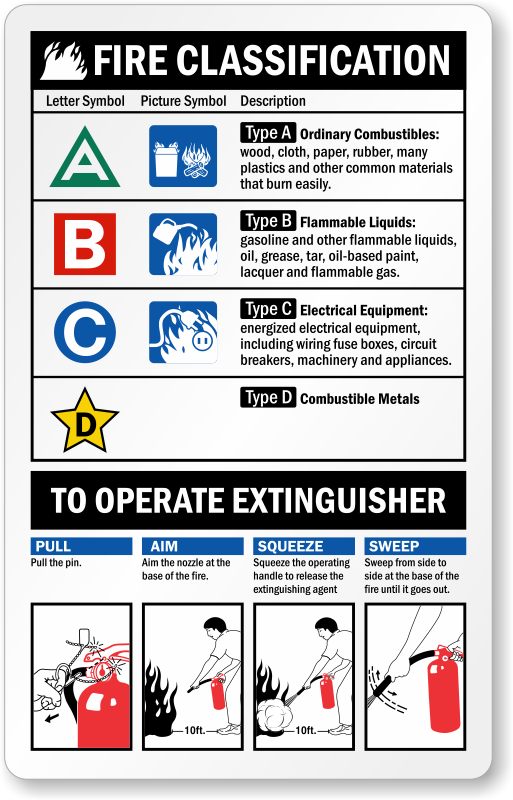 FIRE CLASSIFICATION
Letter Symbol Picture Symbol Description
A
Type A Ordinary Combustibles:
wood, cloth, paper, rubber, many
plastics and other common materials
that burn easily.
B
Type B Flammable Liquids:
gasoline and other flammable liquids,
oil, grease, tar, oil-based paint,
lacquer and flammable gas.
C
Type C Electrical Equipment:
energized electrical equipment,
including wiring fuse boxes, circuit
breakers, machinery and appliances.
D
Type D Combustible Metals
TO OPERATE EXTINGUISHER
PULL
Pull the pin.
AIM
Aim the nozzle at the
base of the fire.
SQUEEZE
Squeeze the operating
handle to release the
extinguishing agent
SWEEP
Sweep from side to
side at the base of the
fire until it goes out.
10ft.
10ft.